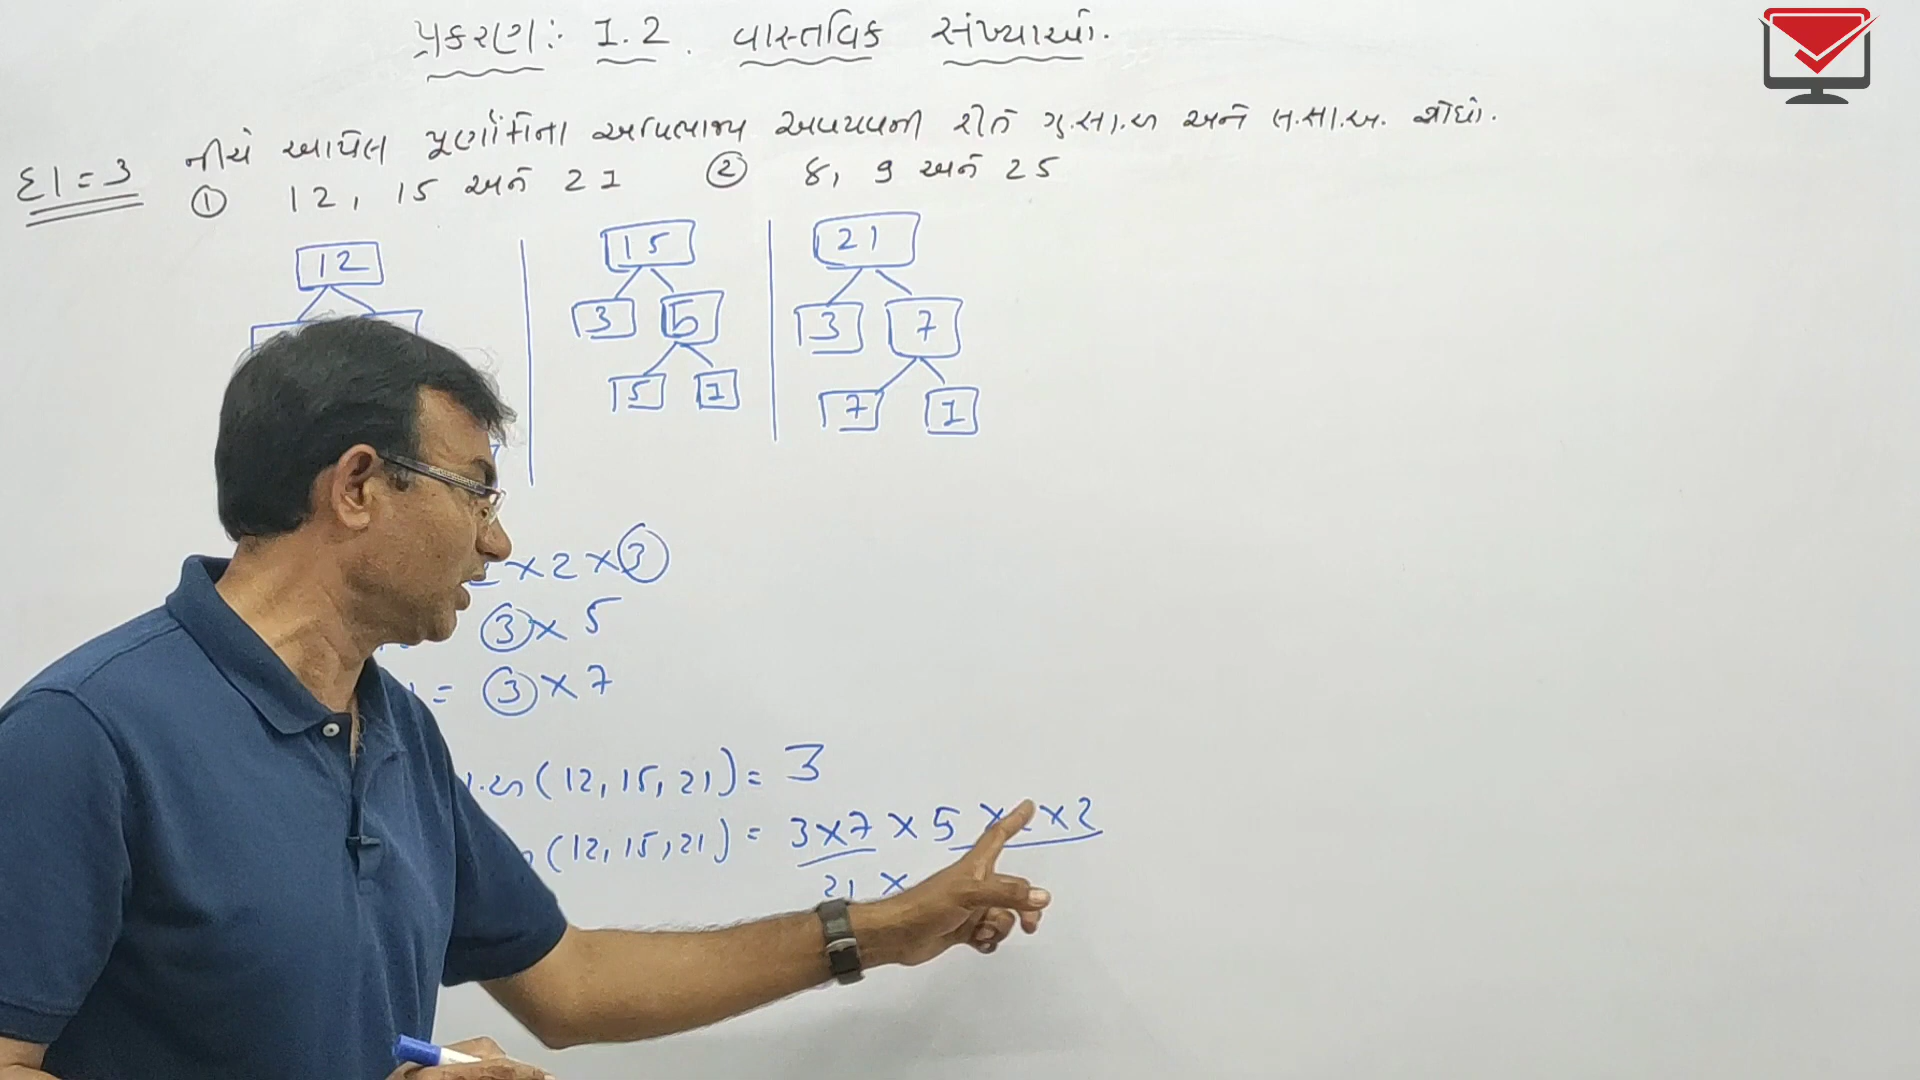 પ્રકરણ: 1.2. વાસ્તવિક સંખ્યાઓ.
દા=3 નીચે આપેલ પૂર્ણાંકોના અવિભાજ્ય અવયવની રીતે ગુ.સા.અ અને લ.સા.અ. શોધો.
① 12, 15 અને 21 ② 8, 9 અને 25
12 15 21
3 5 3 7
5 1 7 1
×2×3
3×5
= 3×7
.અ(12, 15, 21) = 3
(12, 15, 21) = 3×7×5× ×2
21 ×